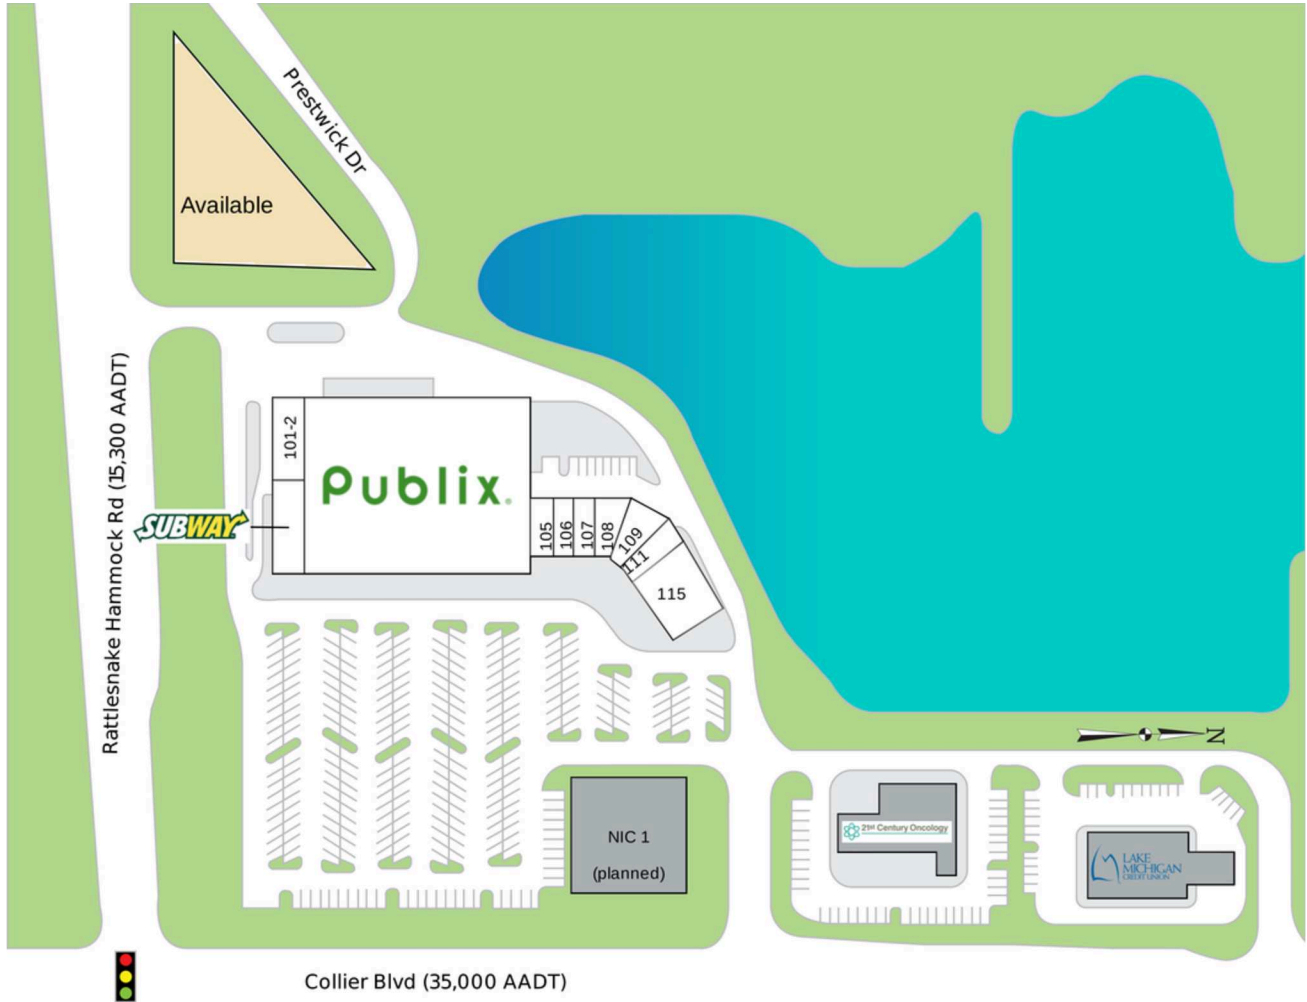 Prestwick Dr
Available
Rattlesnake Hammock Rd (15,300 AADT)
101-2
Publix.
SUBWAY
105
106
107
108
109
111
115
N
NIC 1
(planned)
21st Century Oncology
LAKE
MICHIGAN
CREDIT UNION
Collier Blvd (35,000 AADT)